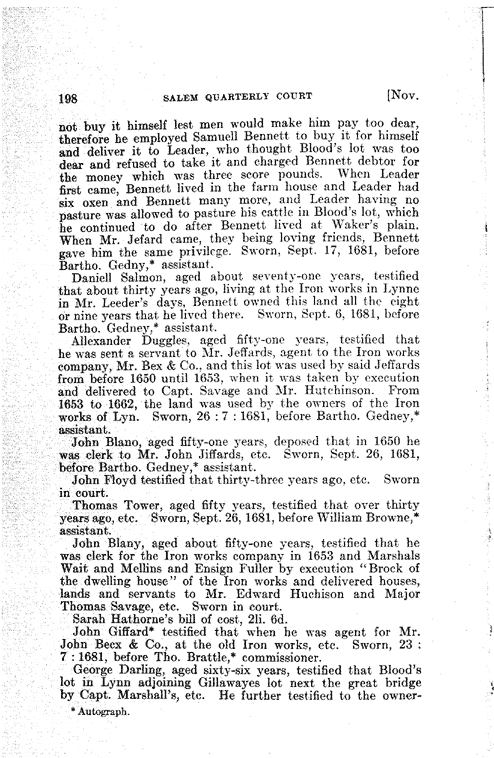 198 SALEM QUARTERLY COURT [Nov.
not buy it himself lest men would make him pay too dear,
therefore he employed Samuell Bennett to buy it for himself
and deliver it to Leader, who thought Blood's lot was too
dear and refused to take it and charged Bennett debtor for
the money which was three score pounds. When Leader
first came, Bennett lived in the farm house and Leader had
six oxen and Bennett many more, and Leader having no
pasture was allowed to pasture his cattle in Blood's lot, which
he continued to do after Bennett lived at Waker's plain.
When Mr. Jefard came, they being loving friends, Bennett
gave him the same privilege. Sworn, Sept. 17, 1681, before
Bartho. Gedny,* assistant.
Daniell Salmon, aged about seventy-one years, testified
that about thirty years ago, living at the Iron works in Lynne
in Mr. Leeder's days, Bennett owned this land all the eight
or nine years that he lived there. Sworn, Sept. 6, 1681, before
Bartho. Gedney,* assistant.
Allexander Duggles, aged fifty-one years, testified that
he was sent a servant to Mr. Jeffards, agent to the Iron works
company, Mr. Bex & Co., and this lot was used by said Jeffards
from before 1650 until 1653, when it was taken by execution
and delivered to Capt. Savage and Mr. Hutchinson. From
1653 to 1662, the land was used by the owners of the Iron
works of Lyn. Sworn, 26 : 7 : 1681, before Bartho. Gedney,*
assistant.
John Blano, aged fifty-one years, deposed that in 1650 he
was clerk to Mr. John Jiffards, etc. Sworn, Sept. 26, 1681,
before Bartho. Gedney,* assistant.
John Floyd testified that thirty-three years ago, etc. Sworn
in court.
Thomas Tower, aged fifty years, testified that over thirty
years ago, etc. Sworn, Sept. 26, 1681, before William Browne,*
assistant.
John Blany, aged about fifty-one years, testified that he
was clerk for the Iron works company in 1653 and Marshals
Wait and Mellins and Ensign Fuller by execution "Brock of
the dwelling house" of the Iron works and delivered houses,
lands and servants to Mr. Edward Huchison and Major
Thomas Savage, etc. Sworn in court.
Sarah Hathorne's bill of cost, 2li. 6d.
John Giffard* testified that when he was agent for Mr.
John Becx & Co., at the old Iron works, etc. Sworn, 23 :
7 : 1681, before Tho. Brattle,* commissioner.
George Darling, aged sixty-six years, testified that Blood's
lot in Lynn adjoining Gillawayes lot next the great bridge
by Capt. Marshall's, etc. He further testified to the owner-
* Autograph.